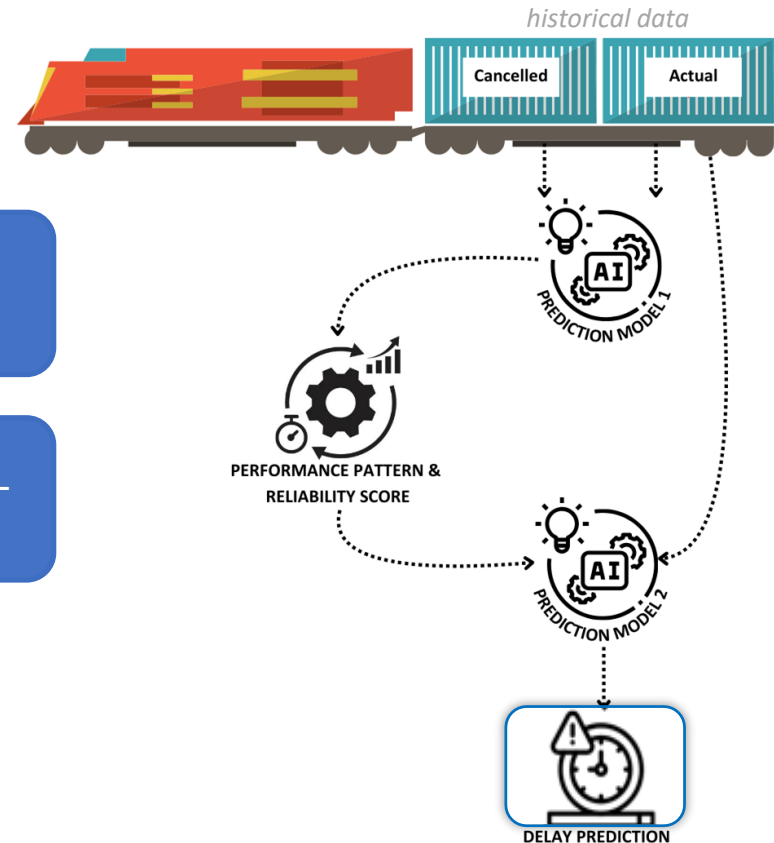 historical data
Cancelled
Actual
AI
PREDICTION MODEL 1
PERFORMANCE PATTERN &
RELIABILITY SCORE
AI
PREDICTION MODEL 2
DELAY PREDICTION